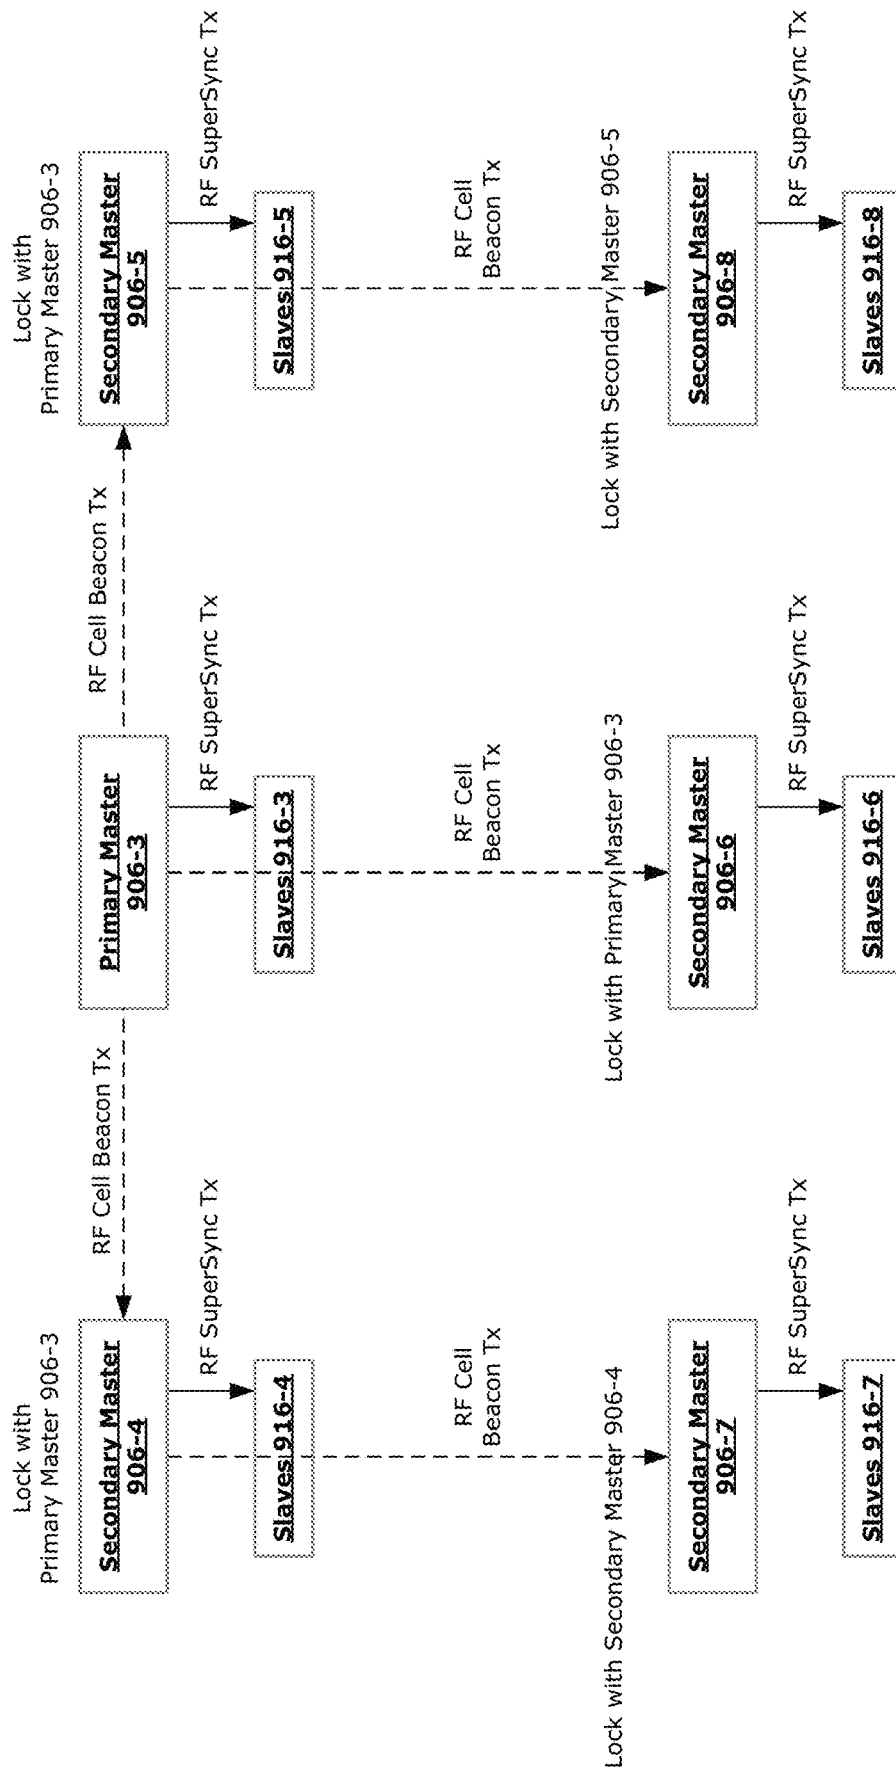 Lock with
Primary Master 906-3
Secondary Master
906-4
RF SuperSync Tx
Slaves 916-4
RF Cell Beacon Tx
Primary Master
906-3
RF SuperSync Tx
Slaves 916-3
RF Cell Beacon Tx
Lock with
Primary Master 906-3
Secondary Master
906-5
RF SuperSync Tx
Slaves 916-5
RF Cell
Beacon Tx
RF Cell
Beacon Tx
RF Cell
Beacon Tx
Lock with Secondary Master 906-4
Secondary Master
906-7
RF SuperSync Tx
Slaves 916-7
Lock with Primary Master 906-3
Secondary Master
906-6
RF SuperSync Tx
Slaves 916-6
Lock with Secondary Master 906-5
Secondary Master
906-8
RF SuperSync Tx
Slaves 916-8